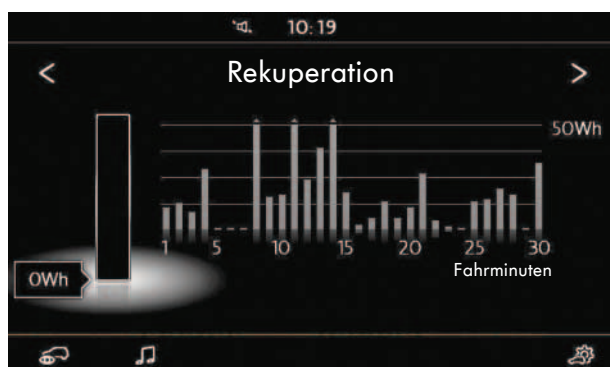 10:19
< Rekuperation >
50Wh
1 5 10 15 20 25 30
Fahrminuten
0Wh